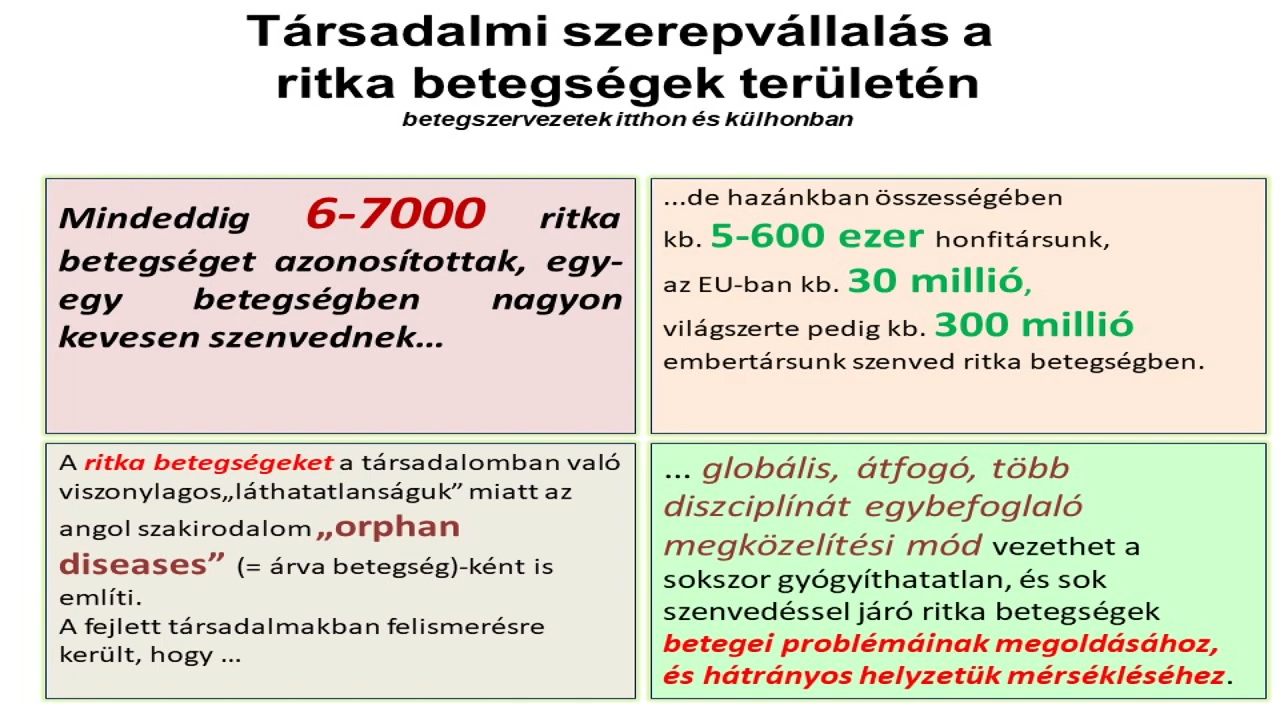 Társadalmi szerepvállalás a
ritka betegségek területén
betegszervezetek itthon és külhonban
Mindeddig 6-7000 ritka
betegséget azonosítottak, egy-
egy betegségben nagyon
kevesen szenvednek...
...de hazánkban összességében
kb. 5-600 ezer honfitársunk,
az EU-ban kb. 30 millió,
világszerte pedig kb. 300 millió
embertársunk szenved ritka betegségben.
A ritka betegségeket a társadalomban való
viszonylagos„láthatatlanságuk” miatt az
angol szakirodalom „orphan
diseases” (= árva betegség)-ként is
említi.
A fejlett társadalmakban felismerésre
került, hogy ...
... globális, átfogó, több
diszciplínát egybefoglaló
megközelítési mód vezethet a
sokszor gyógyíthatatlan, és sok
szenvedéssel járó ritka betegségek
betegei problémáinak megoldásához,
és hátrányos helyzetük mérsékléséhez.